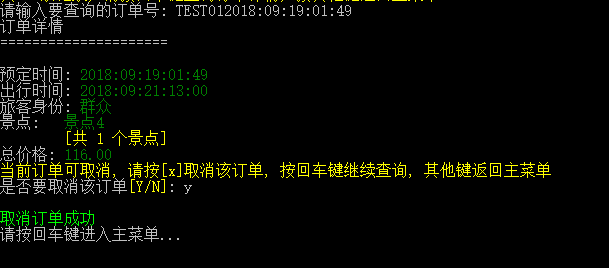 请输入要查询的订单号: TEST012018:09:19:01:49
订单详情
=====================
预定时间: 2018:09:19:01:49
出行时间: 2018:09:21:13:00
旅客身份: 群众
景点: 景点4
[共 1 个景点]
总价格: 116.00
当前订单可取消, 请按[x]取消该订单, 按回车键继续查询, 其他键返回主菜单
是否要取消该订单[Y/N]: y
取消订单成功
请按回车键进入主菜单...